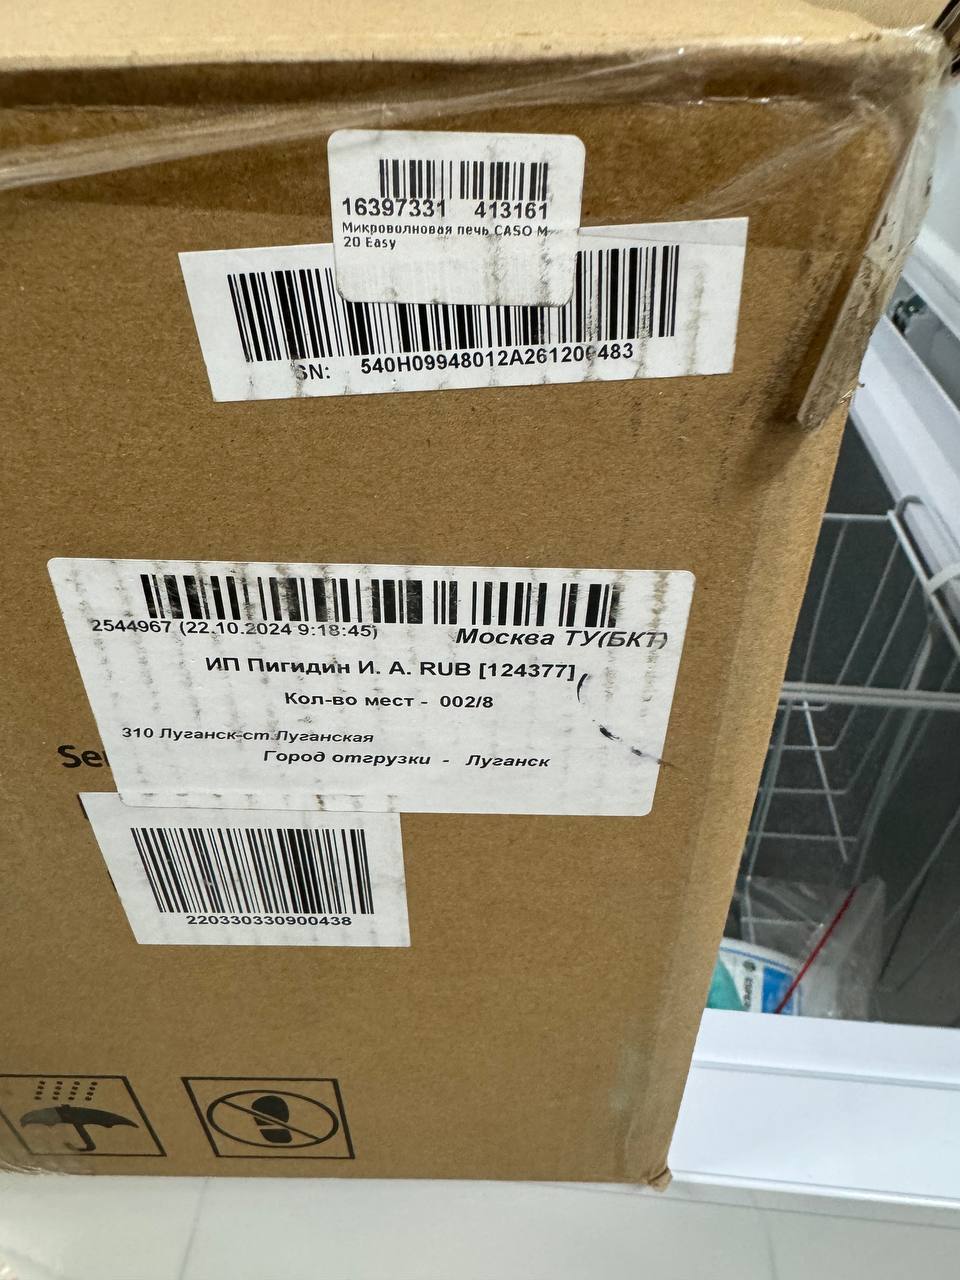 16397331 413161
Микроволновая печь CASO M-
20 Easy
SN:
2544967 (22.10.2024 9:18:45) Москва ТУ(БКТ)
ИП Пигидин И. А. RUB [124377]
Кол-во мест - 002/8
310 Луганск-ст.Луганская
Город отгрузки - Луганск
220330330900438